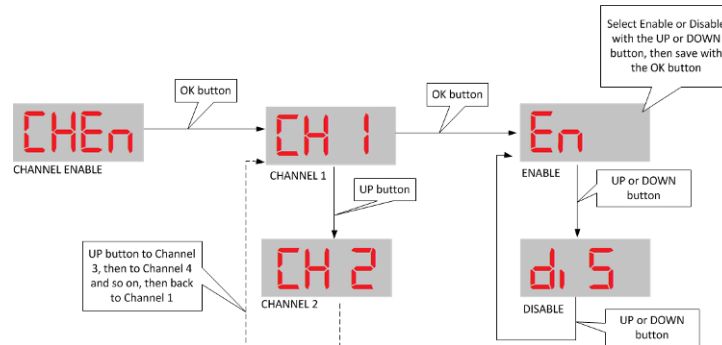 Select Enable or Disable
with the UP or DOWN
button, then save with
the OK button
OK button
OK button
CHEn
CH 1
En
CHANNEL ENABLE
CHANNEL 1
ENABLE
UP button
UP or DOWN
button
UP button to Channel
3, then to Channel 4
and so on, then back
to Channel 1
CH 2
di S
CHANNEL 2
DISABLE
UP or DOWN
button